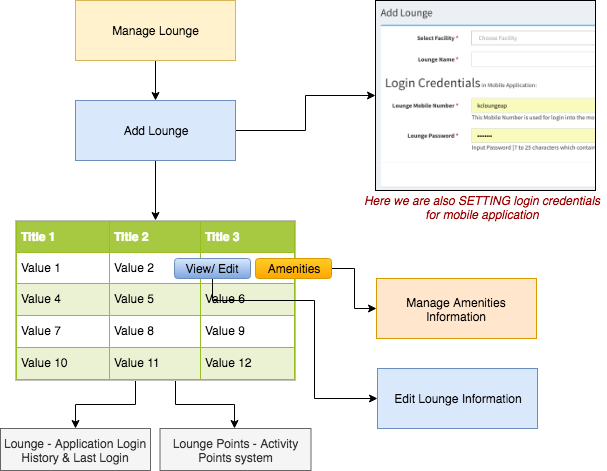 Manage Lounge
Add Lounge
Add Lounge
Select Facility *
Choose Facility
Lounge Name *
Login Credentials in Mobile Application:
Lounge Mobile Number *
kcloungeap
This Mobile Number is used for login into the mo
Lounge Password *
•••••••
Input Password [7 to 25 characters which contain
Here we are also SETTING login credentials
for mobile application
Title 1 Title 2 Title 3
Value 1 Value 2
View/ Edit
Amenities
Value 4 Value 5 Value 6
Value 7 Value 8 Value 9
Value 10 Value 11 Value 12
Manage Amenities
Information
Edit Lounge Information
Lounge - Application Login
History & Last Login
Lounge Points - Activity
Points system